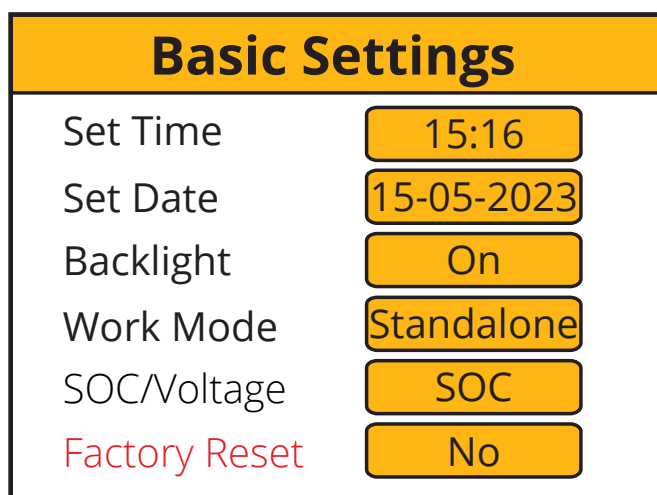 Basic Settings
Set Time 15:16
Set Date 15-05-2023
Backlight On
Work Mode Standalone
SOC/Voltage SOC
Factory Reset No